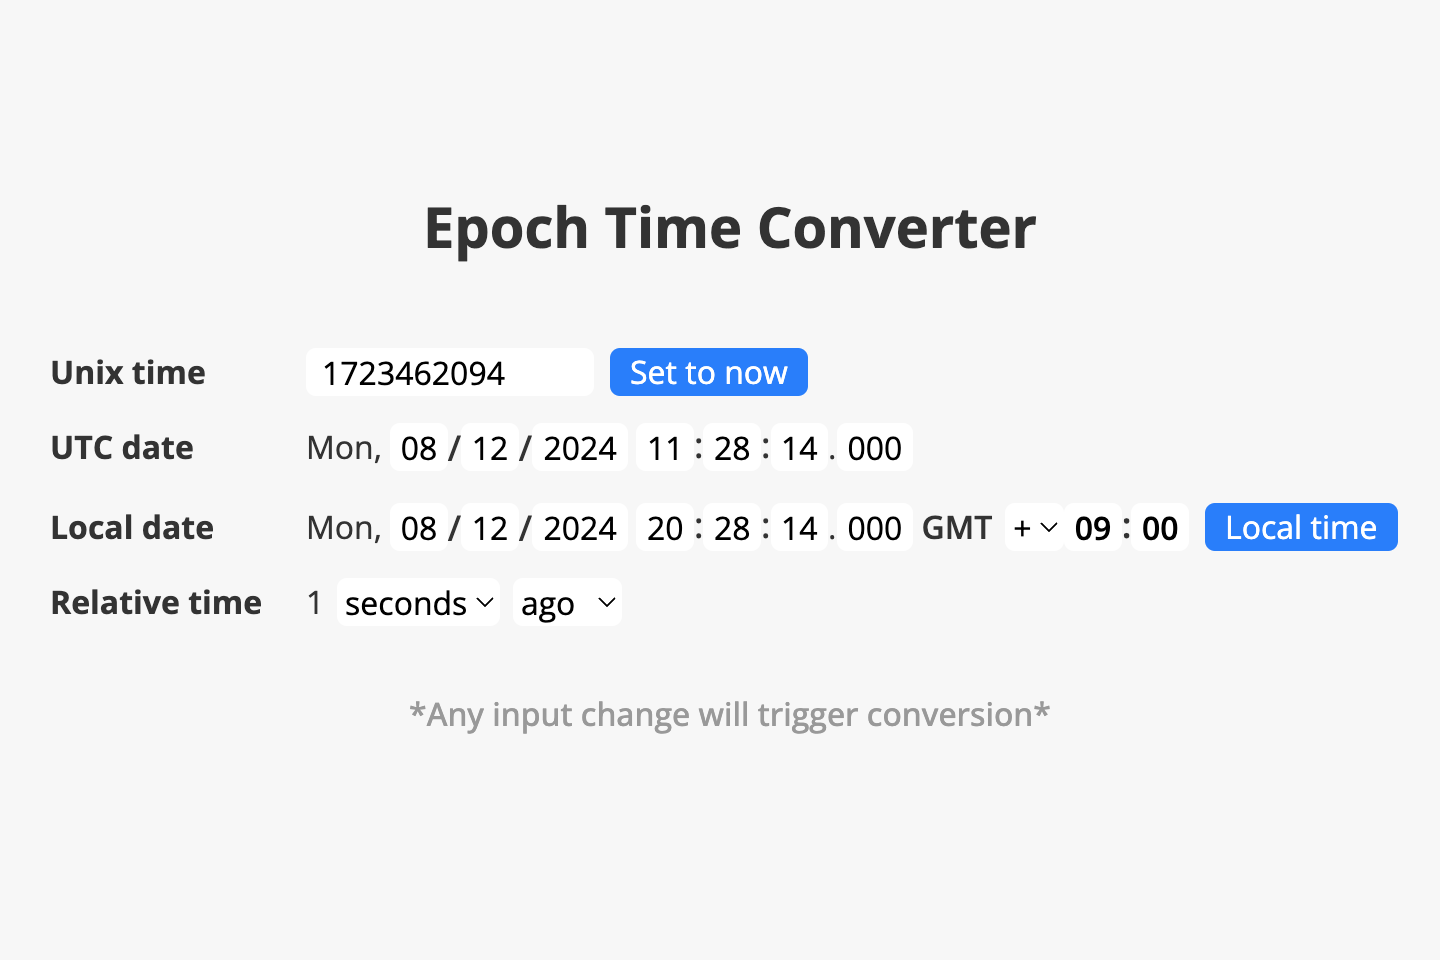 Epoch Time Converter
Unix time 1723462094 Set to now
UTC date Mon, 08 / 12 / 2024 11 : 28 : 14 . 000
Local date Mon, 08 / 12 / 2024 20 : 28 : 14 . 000 GMT + 09 : 00 Local time
Relative time 1 seconds ago
*Any input change will trigger conversion*